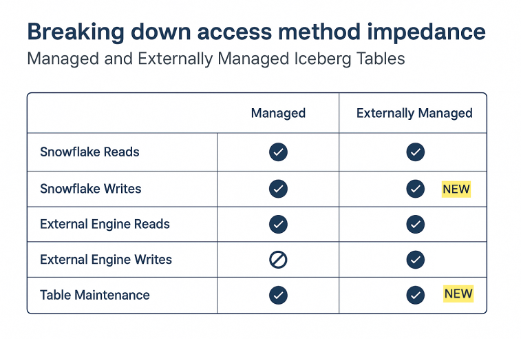 Breaking down access method impedance
Managed and Externally Managed Iceberg Tables
Managed Externally Managed
Snowflake Reads
Snowflake Writes NEW
External Engine Reads
External Engine Writes
Table Maintenance NEW